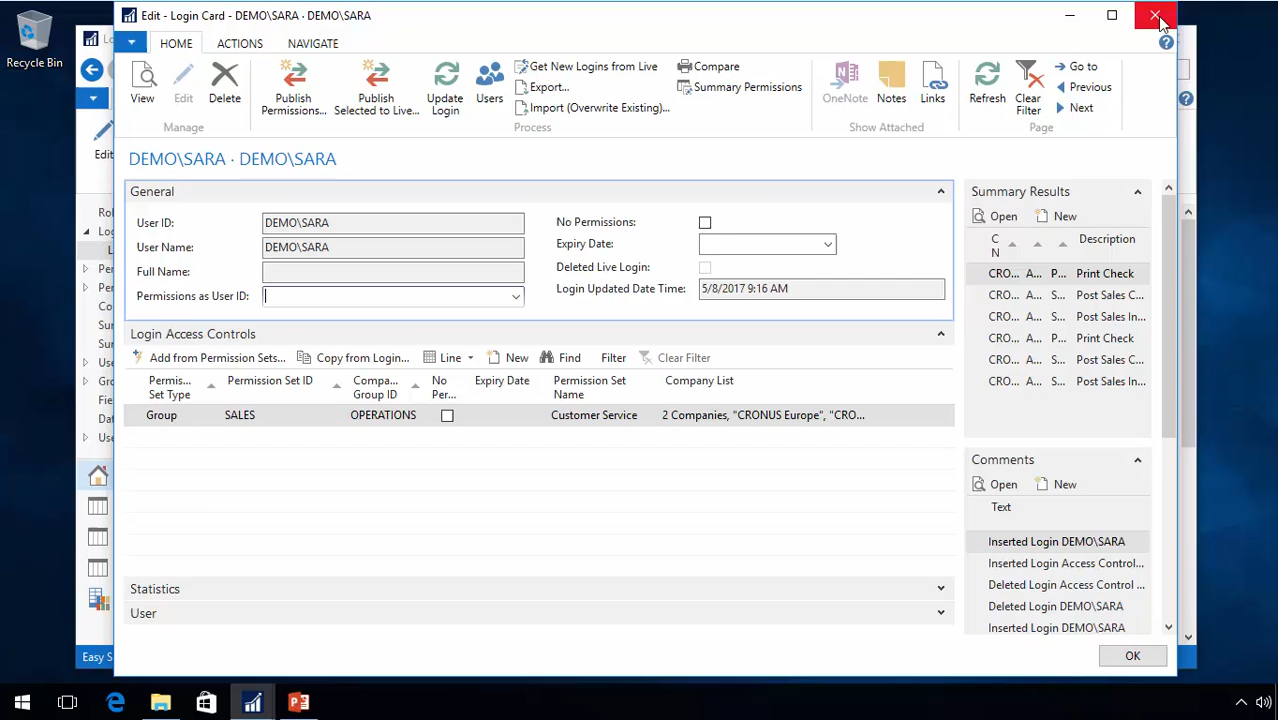 Recycle Bin
Edit - Login Card - DEMO\SARA · DEMO\SARA
HOME ACTIONS NAVIGATE
View
Edit
Delete
Manage
Publish Permissions...
Publish Selected to Live...
Update Login
Users
Get New Logins from Live
Export...
Import (Overwrite Existing)...
Compare
Summary Permissions
Process
OneNote
Notes
Links
Show Attached
Refresh
Clear Filter
Go to
Previous
Next
Page
DEMO\SARA · DEMO\SARA
General
User ID: DEMO\SARA
User Name: DEMO\SARA
Full Name:
Permissions as User ID:
No Permissions:
Expiry Date:
Deleted Live Login:
Login Updated Date Time: 5/8/2017 9:16 AM
Login Access Controls
Add from Permission Sets... Copy from Login... Line New Find Filter Clear Filter
Permis... Set Type Permission Set ID Compa... Group ID No Per... Expiry Date Permission Set Name Company List
Group SALES OPERATIONS Customer Service 2 Companies, "CRONUS Europe", "CRO...
Statistics
User
Summary Results
Open New
C N Description
CRO... A... P... Print Check
CRO... A... S... Post Sales C...
CRO... A... S... Post Sales In...
CRO... A... P... Print Check
CRO... A... S... Post Sales C...
CRO... A... S... Post Sales In...
Comments
Open New
Text
Inserted Login DEMO\SARA
Inserted Login Access Control...
Deleted Login Access Control ...
Deleted Login DEMO\SARA
Inserted Login DEMO\SARA
OK
Edit
Easy S